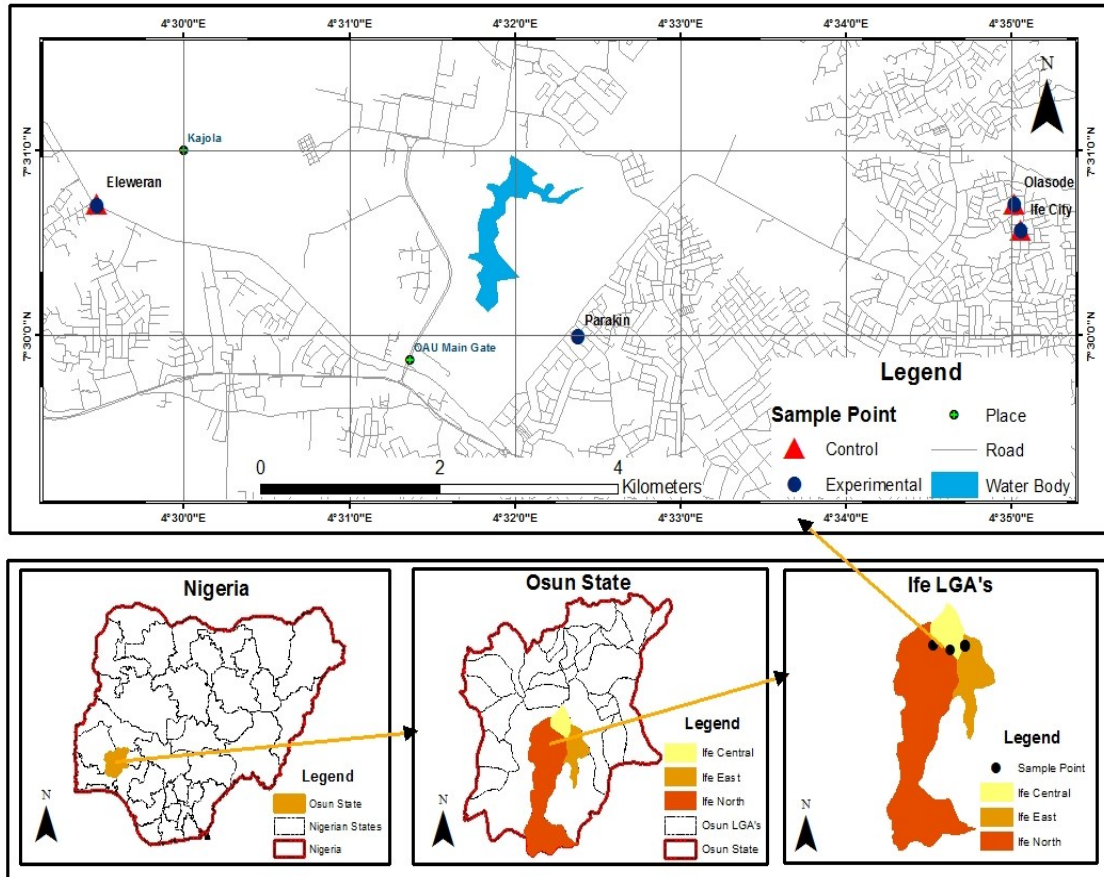 4°30'0"E 4°31'0"E 4°32'0"E 4°33'0"E 4°34'0"E 4°35'0"E
N
7°31'0"N
7°31'0"N
Kajola
Eleweran
Olasode
Ife City
Parakin
7°30'0"N
7°30'0"N
OAU Main Gate
Legend
Sample Point
Place
Control
Road
Experimental
Water Body
0 2 4
Kilometers
4°30'0"E 4°31'0"E 4°32'0"E 4°33'0"E 4°34'0"E 4°35'0"E
Nigeria
Legend
Osun State
Nigerian States
Nigeria
N
Osun State
Legend
Ife Central
Ife East
Ife North
Osun LGA's
Osun State
N
Ife LGA's
Legend
Sample Point
Ife Central
Ife East
Ife North
N